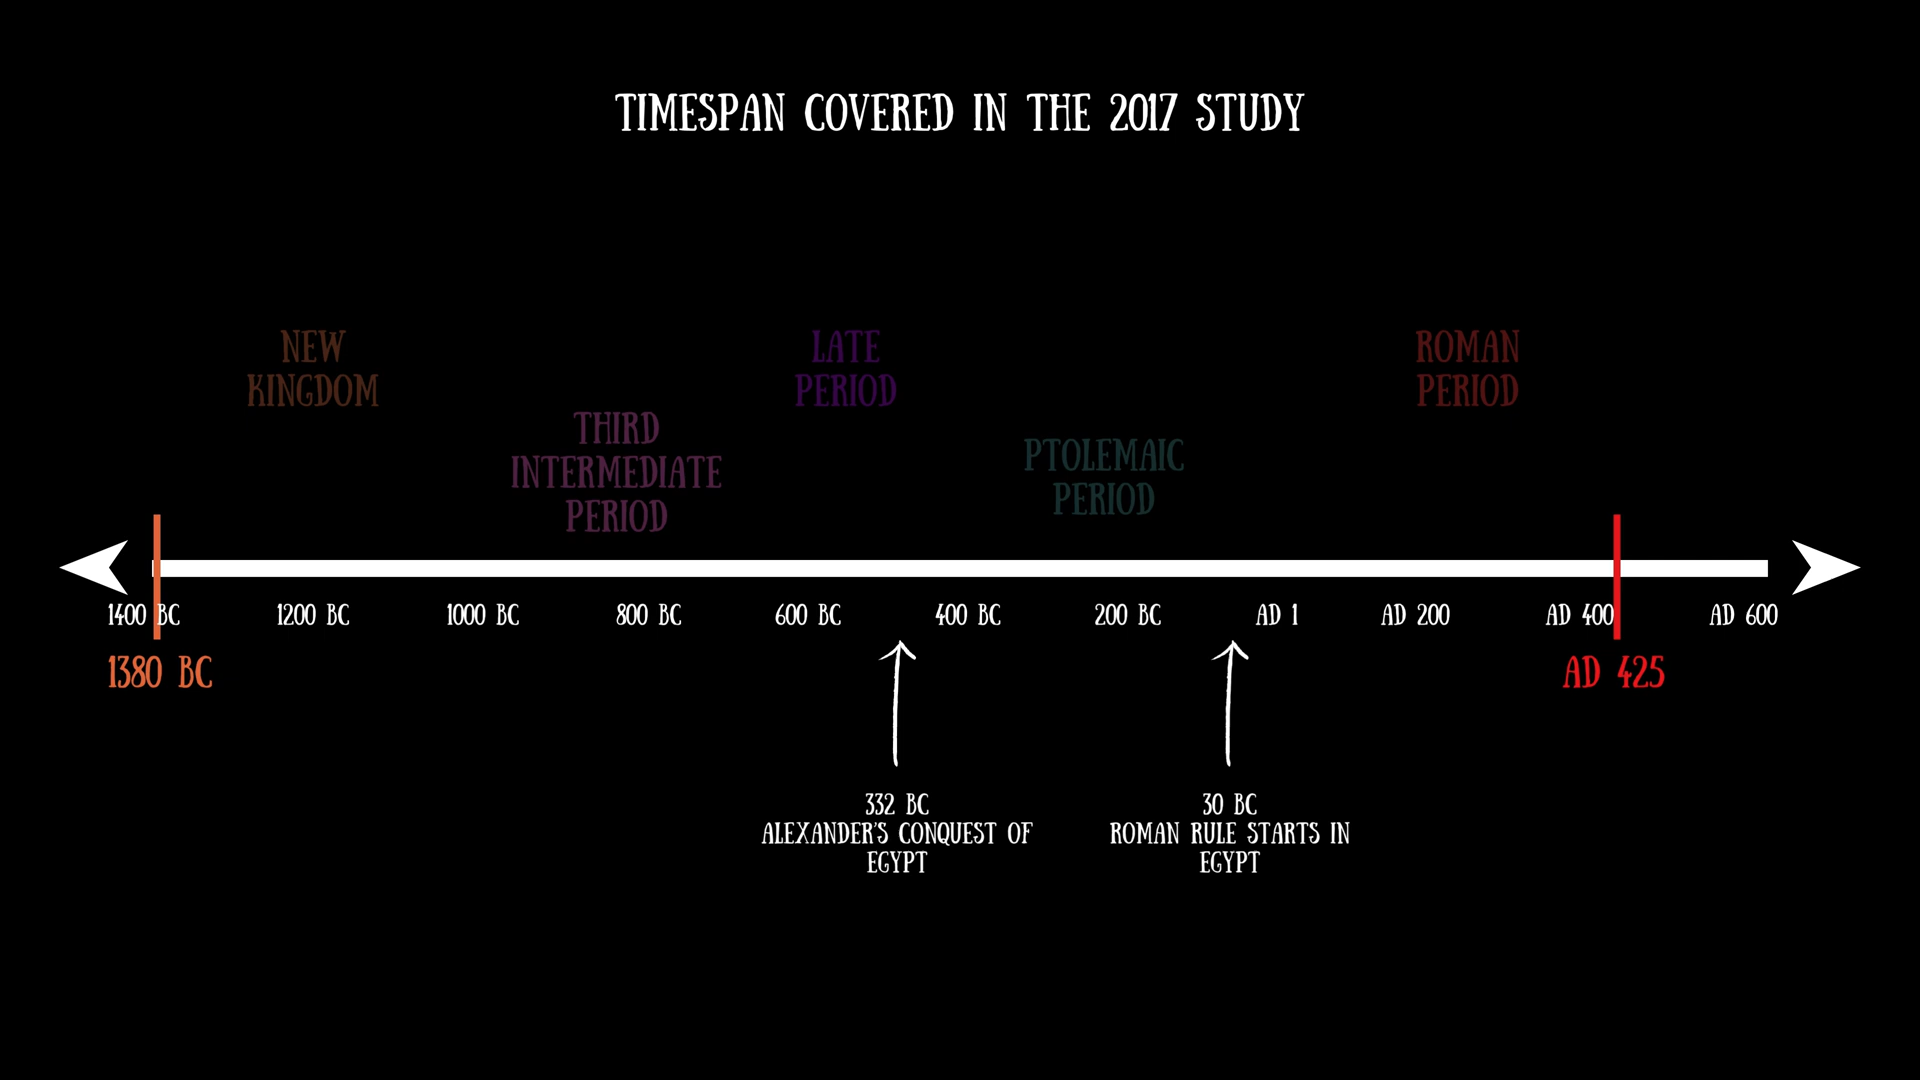 TIMESPAN COVERED IN THE 2017 STUDY
NEW
KINGDOM
THIRD
INTERMEDIATE
PERIOD
LATE
PERIOD
PTOLEMAIC
PERIOD
ROMAN
PERIOD
1400 BC 1200 BC 1000 BC 800 BC 600 BC 400 BC 200 BC AD 1 AD 200 AD 400 AD 600
1380 BC
AD 425
332 BC
ALEXANDER'S CONQUEST OF
EGYPT
30 BC
ROMAN RULE STARTS IN
EGYPT